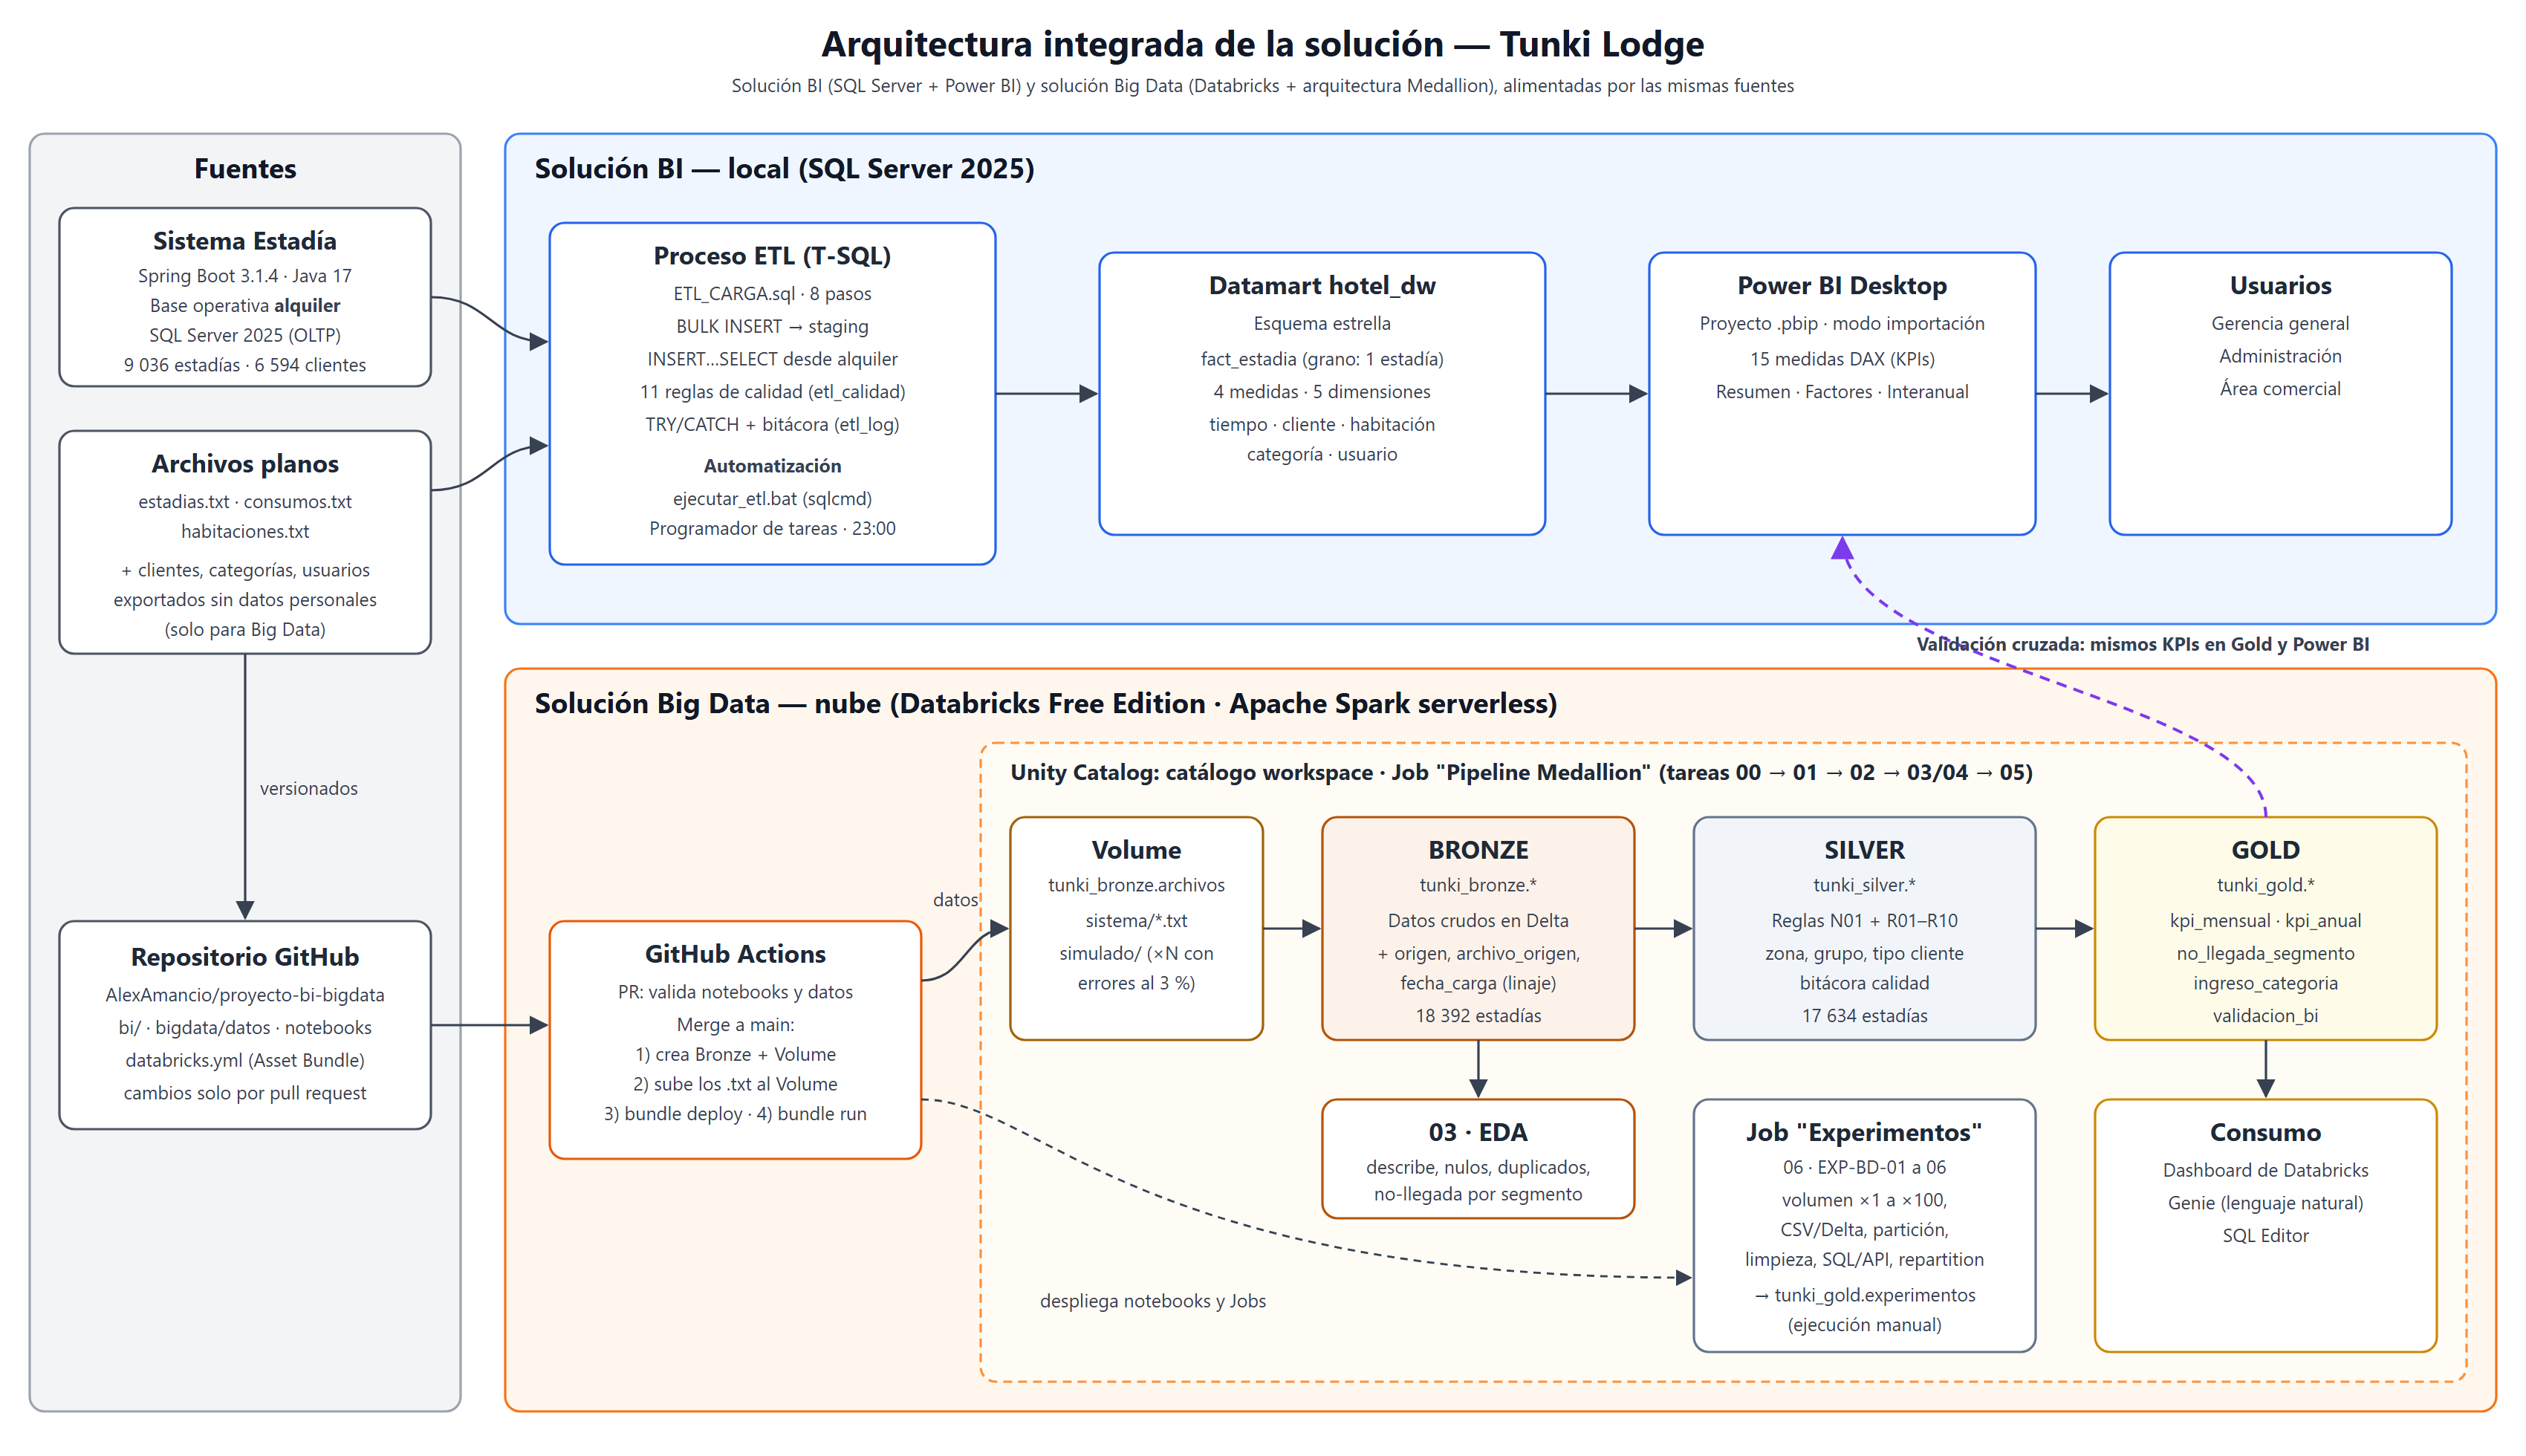 Arquitectura integrada de la solución — Tunki Lodge
Solución BI (SQL Server + Power BI) y solución Big Data (Databricks + arquitectura Medallion), alimentadas por las mismas fuentes
Fuentes
Sistema Estadía
Spring Boot 3.1.4 · Java 17
Base operativa alquiler
SQL Server 2025 (OLTP)
9 036 estadías · 6 594 clientes
Archivos planos
estadias.txt · consumos.txt
habitaciones.txt
+ clientes, categorías, usuarios
exportados sin datos personales
(solo para Big Data)
versionados
Repositorio GitHub
AlexAmancio/proyecto-bi-bigdata
bi/ · bigdata/datos · notebooks
databricks.yml (Asset Bundle)
cambios solo por pull request
Solución BI — local (SQL Server 2025)
Proceso ETL (T-SQL)
ETL_CARGA.sql · 8 pasos
BULK INSERT → staging
INSERT...SELECT desde alquiler
11 reglas de calidad (etl_calidad)
TRY/CATCH + bitácora (etl_log)
Automatización
ejecutar_etl.bat (sqlcmd)
Programador de tareas · 23:00
Datamart hotel_dw
Esquema estrella
fact_estadia (grano: 1 estadía)
4 medidas · 5 dimensiones
tiempo · cliente · habitación
categoría · usuario
Power BI Desktop
Proyecto .pbip · modo importación
15 medidas DAX (KPIs)
Resumen · Factores · Interanual
Usuarios
Gerencia general
Administración
Área comercial
Validación cruzada: mismos KPIs en Gold y Power BI
Solución Big Data — nube (Databricks Free Edition · Apache Spark serverless)
GitHub Actions
PR: valida notebooks y datos
Merge a main:
1) crea Bronze + Volume
2) sube los .txt al Volume
3) bundle deploy · 4) bundle run
datos
despliega notebooks y Jobs
Unity Catalog: catálogo workspace · Job "Pipeline Medallion" (tareas 00 → 01 → 02 → 03/04 → 05)
Volume
tunki_bronze.archivos
sistema/*.txt
simulado/ (×N con
errores al 3 %)
BRONZE
tunki_bronze.*
Datos crudos en Delta
+ origen, archivo_origen,
fecha_carga (linaje)
18 392 estadías
SILVER
tunki_silver.*
Reglas N01 + R01–R10
zona, grupo, tipo cliente
bitácora calidad
17 634 estadías
GOLD
tunki_gold.*
kpi_mensual · kpi_anual
no_llegada_segmento
ingreso_categoria
validacion_bi
03 · EDA
describe, nulos, duplicados,
no-llegada por segmento
Job "Experimentos"
06 · EXP-BD-01 a 06
volumen ×1 a ×100,
CSV/Delta, partición,
limpieza, SQL/API, repartition
→ tunki_gold.experimentos
(ejecución manual)
Consumo
Dashboard de Databricks
Genie (lenguaje natural)
SQL Editor